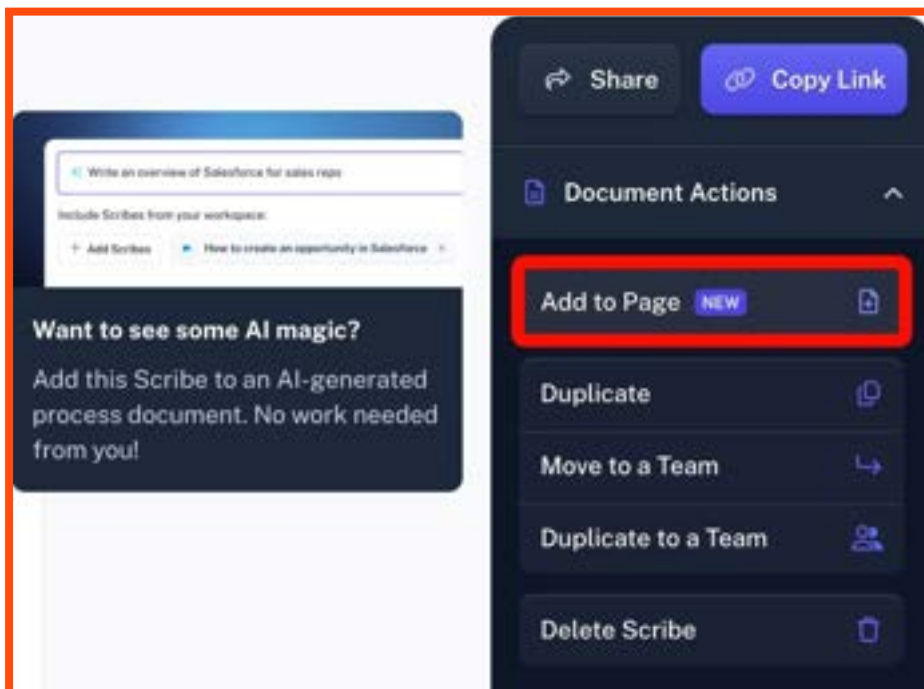 Share
Copy Link
Write an overview of Salesforce for sales reps
Include Scribes from your workspace:
+ Add Scribes
How to create an opportunity in Salesforce
Want to see some AI magic?
Add this Scribe to an AI-generated
process document. No work needed
from you!
Document Actions
Add to Page NEW
Duplicate
Move to a Team
Duplicate to a Team
Delete Scribe